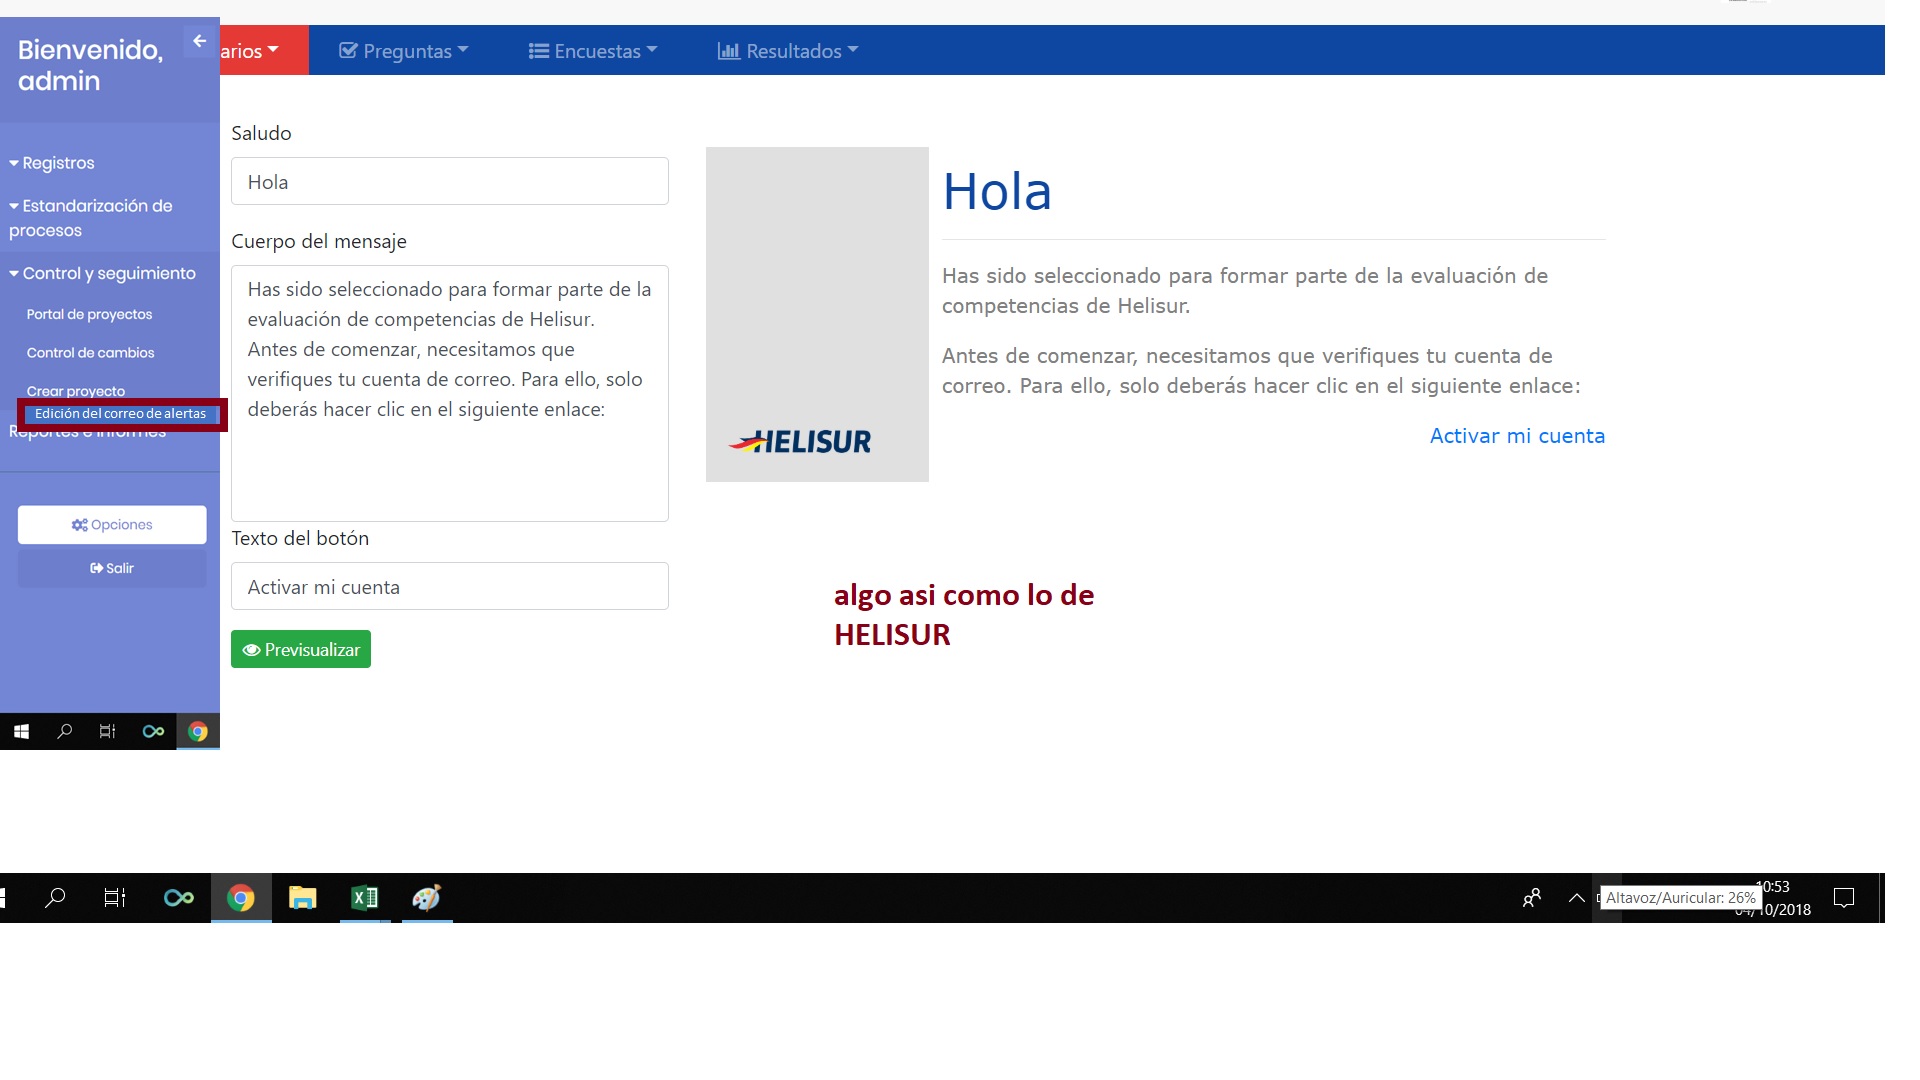 Bienvenido,
admin
arios
Preguntas
Encuestas
Resultados
Registros
Estandarización de
procesos
Control y seguimiento
Portal de proyectos
Control de cambios
Crear proyecto
Edición del correo de alertas
Reportes e informes
Opciones
Salir
Saludo
Hola
Cuerpo del mensaje
Has sido seleccionado para formar parte de la
evaluación de competencias de Helisur.
Antes de comenzar, necesitamos que
verifiques tu cuenta de correo. Para ello, solo
deberás hacer clic en el siguiente enlace:
Texto del botón
Activar mi cuenta
Previsualizar
HELISUR
Hola
Has sido seleccionado para formar parte de la evaluación de
competencias de Helisur.
Antes de comenzar, necesitamos que verifiques tu cuenta de
correo. Para ello, solo deberás hacer clic en el siguiente enlace:
Activar mi cuenta
algo asi como lo de
HELISUR
Altavoz/Auricular: 26%
10:53
04/10/2018